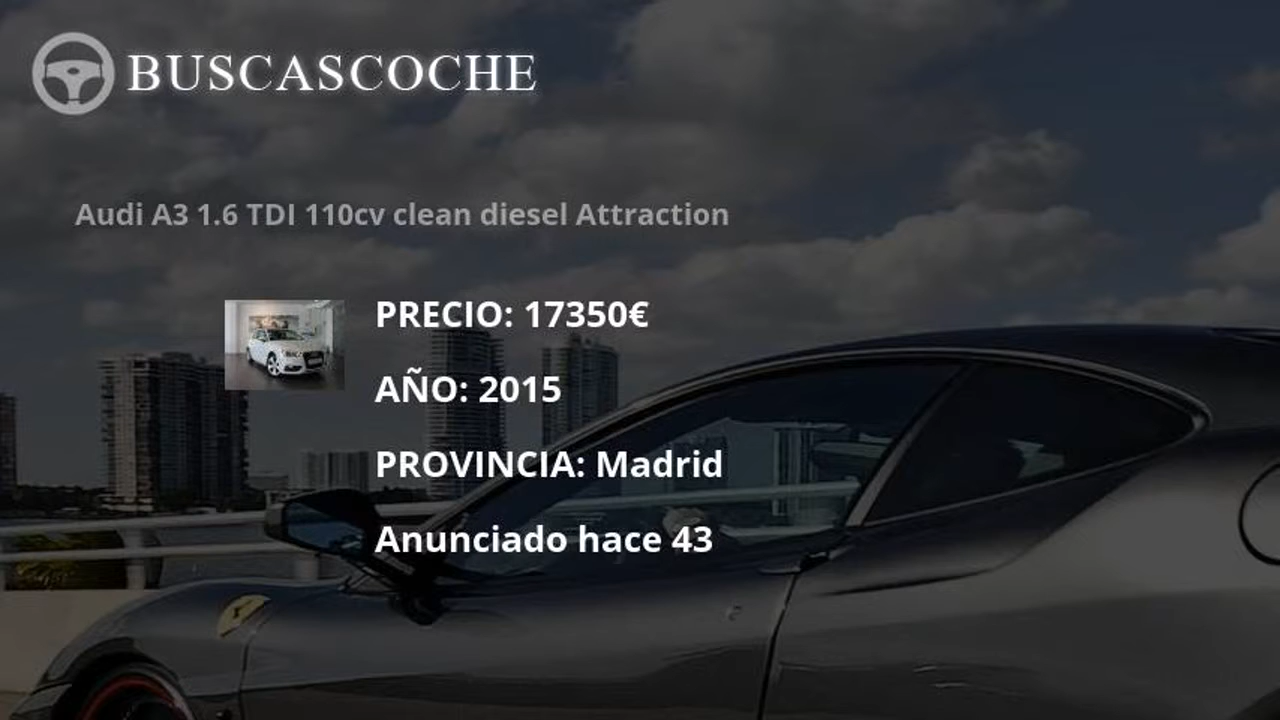 BUSCASCOCHE
Audi A3 1.6 TDI 110cv clean diesel Attraction
PRECIO: 17350€
AÑO: 2015
PROVINCIA: Madrid
Anunciado hace 43